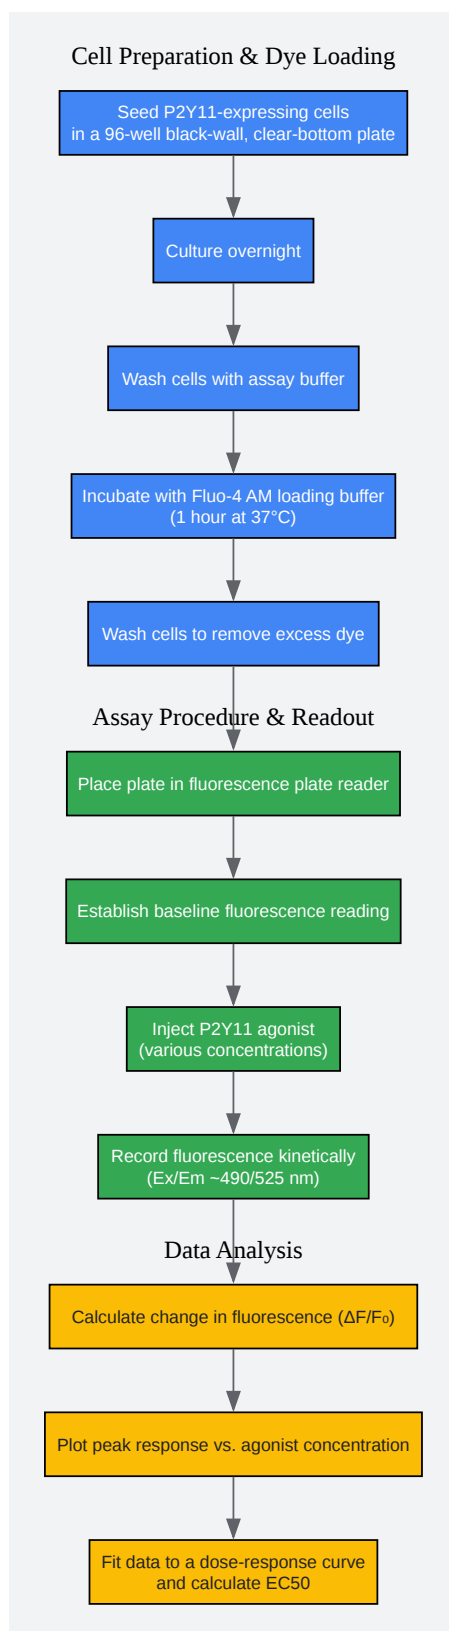 Cell Preparation & Dye Loading
Seed P2Y11-expressing cells
in a 96-well black-wall, clear-bottom plate
Culture overnight
Wash cells with assay buffer
Incubate with Fluo-4 AM loading buffer
(1 hour at 37°C)
Wash cells to remove excess dye
Assay Procedure & Readout
Place plate in fluorescence plate reader
Establish baseline fluorescence reading
Inject P2Y11 agonist
(various concentrations)
Record fluorescence kinetically
(Ex/Em ~490/525 nm)
Data Analysis
Calculate change in fluorescence (ΔF/F₀)
Plot peak response vs. agonist concentration
Fit data to a dose-response curve
and calculate EC50